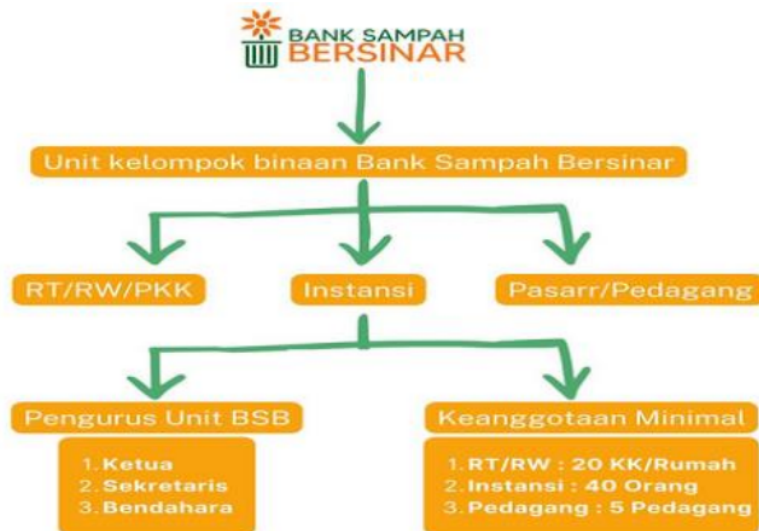 BANK SAMPAH
BERSINAR
Unit kelompok binaan Bank Sampah Bersinar
RT/RW/PKK
Instansi
Pasarr/Pedagang
Pengurus Unit BSB
1. Ketua
2. Sekretaris
3. Bendahara
Keanggotaan Minimal
1. RT/RW : 20 KK/Rumah
2. Instansi : 40 Orang
3. Pedagang : 5 Pedagang